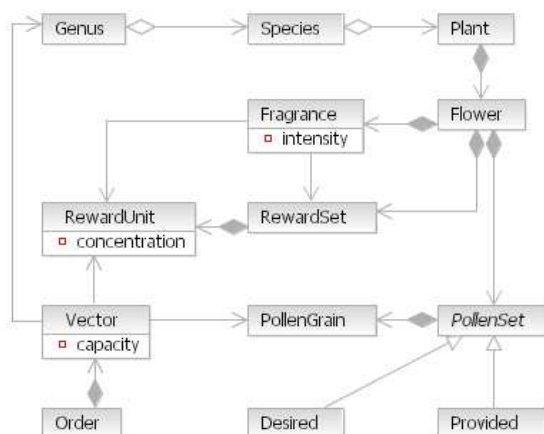 Genus
Species
Plant
Fragrance
intensity
Flower
RewardUnit
concentration
RewardSet
Vector
capacity
PollenGrain
PollenSet
Order
Desired
Provided